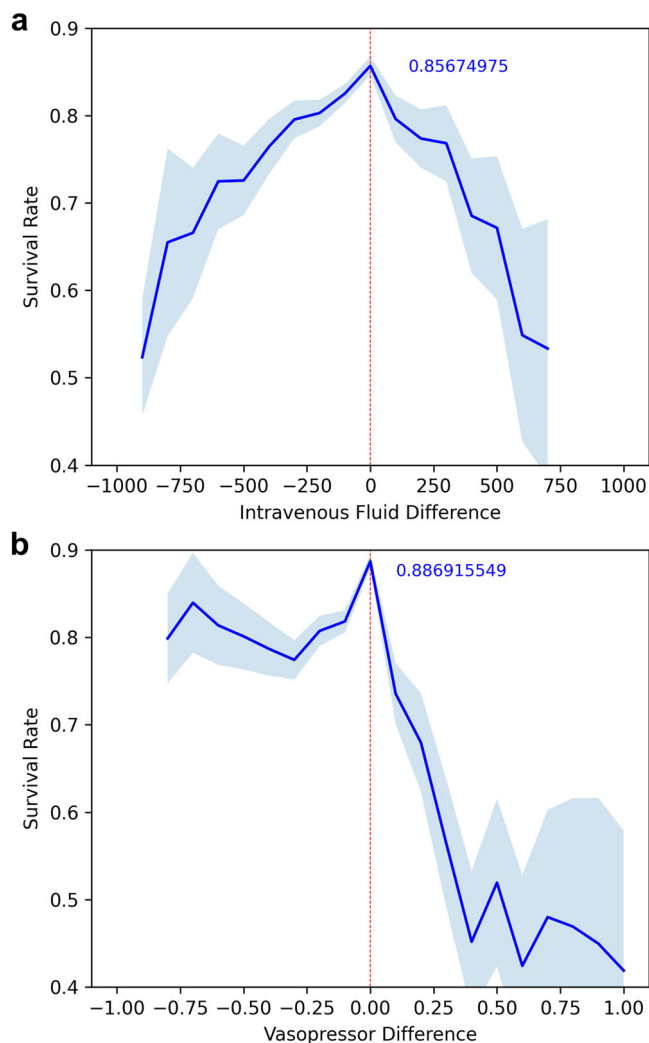 a
0.9
0.8
0.7
0.6
0.5
0.4
Survival Rate
0.85674975
−1000 −750 −500 −250 0 250 500 750 1000
Intravenous Fluid Difference
b
0.9
0.8
0.7
0.6
0.5
0.4
Survival Rate
0.886915549
−1.00 −0.75 −0.50 −0.25 0.00 0.25 0.50 0.75 1.00
Vasopressor Difference